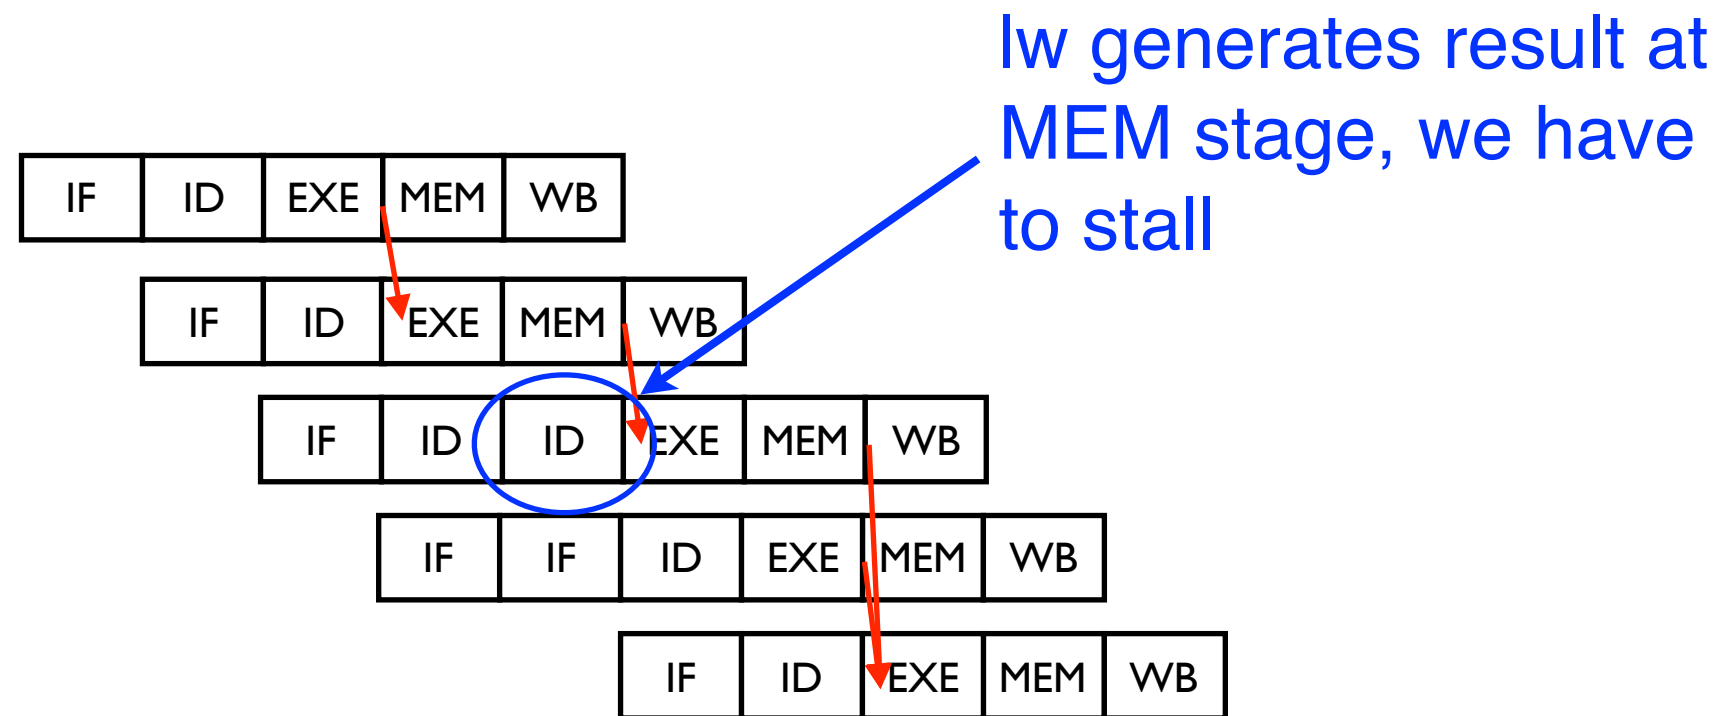 lw generates result at
MEM stage, we have
to stall
IF ID EXE MEM WB
IF ID EXE MEM WB
IF ID ID EXE MEM WB
IF IF ID EXE MEM WB
IF ID EXE MEM WB